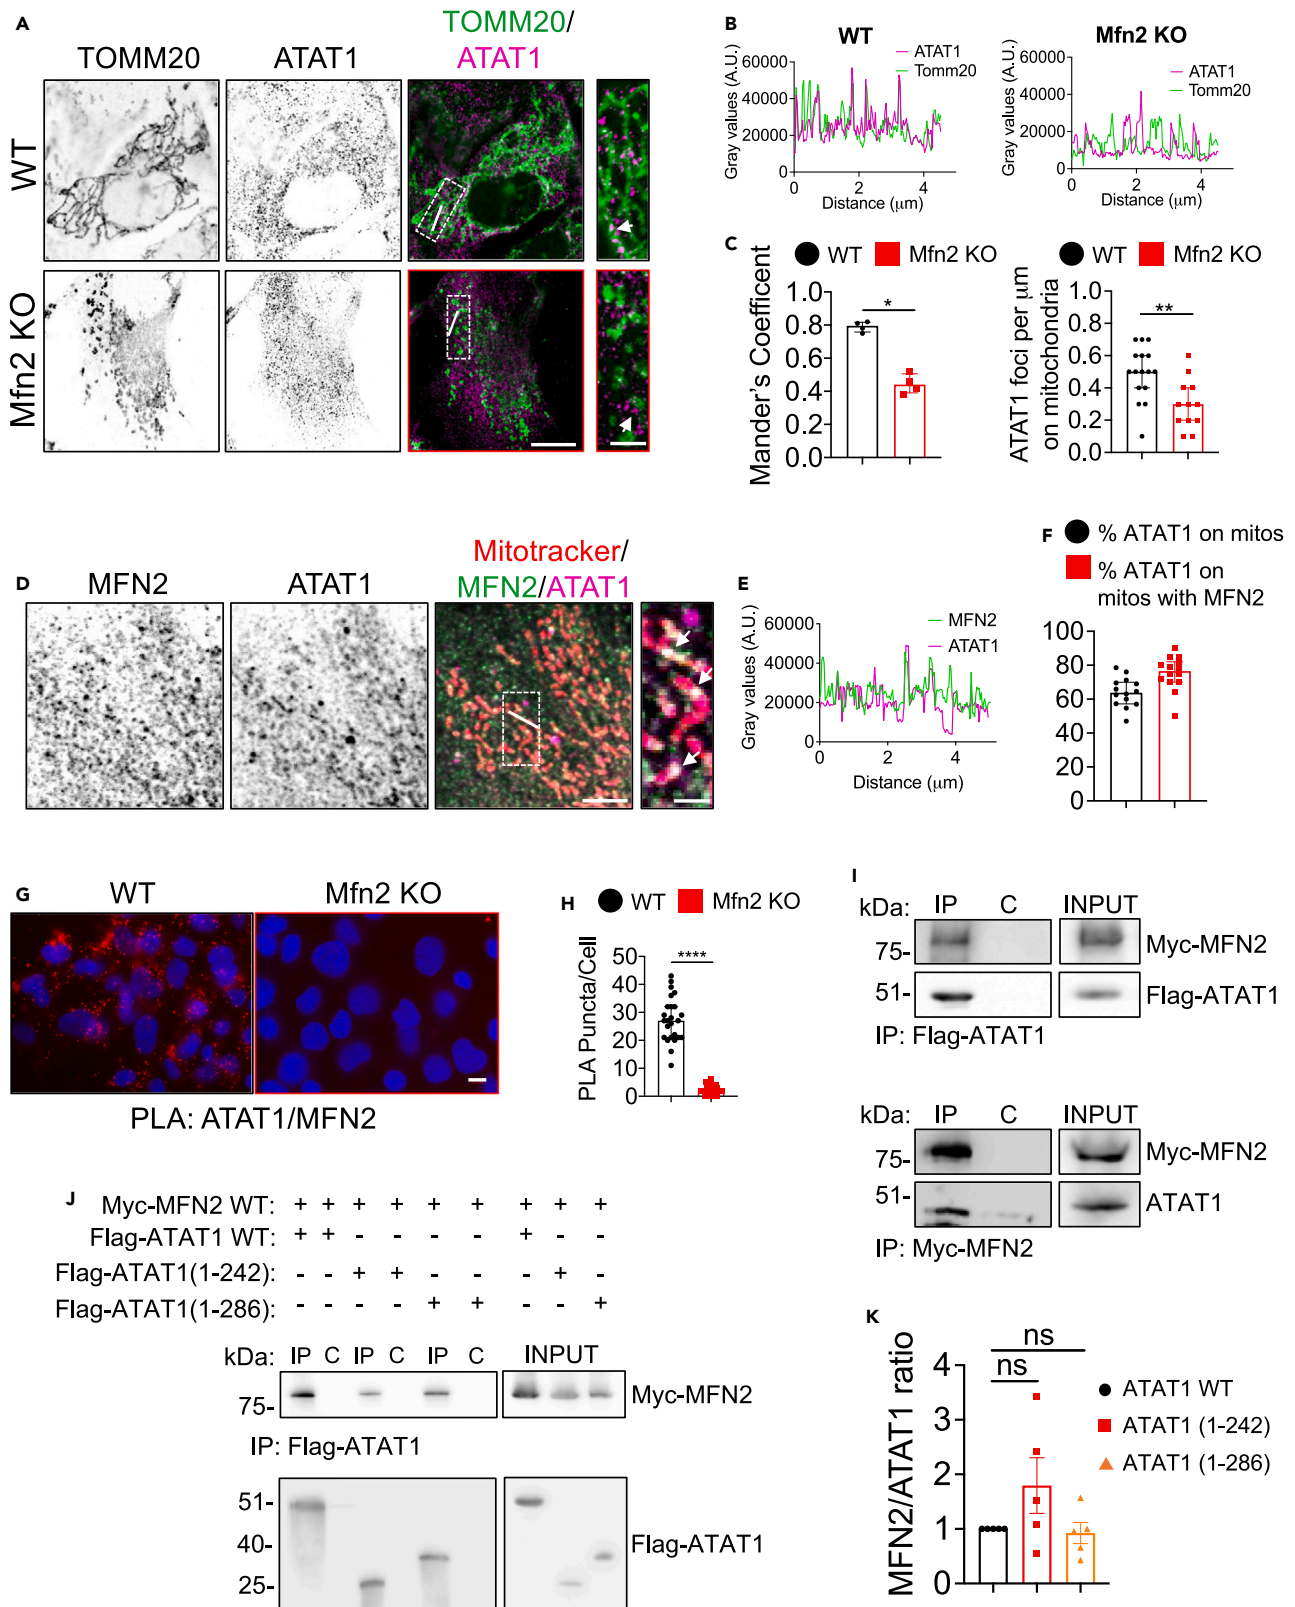 A
TOMM20
ATAT1
TOMM20/
ATAT1
WT
Mfn2 KO
B
WT
ATAT1
Tomm20
Gray values (A.U.)
60000
40000
20000
0
0 2 4
Distance (μm)
Mfn2 KO
ATAT1
Tomm20
Gray values (A.U.)
50000
40000
30000
20000
10000
0
0 2 4
Distance (μm)
C
WT Mfn2 KO
Mander's Coefficent
1.0
0.8
0.6
0.4
0.2
0.0
*
WT Mfn2 KO
ATAT1 foci per μm
on mitochondria
1.0
0.8
0.6
0.4
0.2
0.0
**
D
MFN2
ATAT1
Mitotracker/
MFN2/ATAT1
E
MFN2
ATAT1
Gray values (A.U.)
60000
40000
20000
0
0 2 4
Distance (μm)
F
% ATAT1 on mitos
% ATAT1 on
mitos with MFN2
100
80
60
40
20
0
G
WT
Mfn2 KO
PLA: ATAT1/MFN2
H
WT Mfn2 KO
PLA Puncta/Cell
50
40
30
20
10
0
****
I
kDa: IP C INPUT
75- Myc-MFN2
51- Flag-ATAT1
IP: Flag-ATAT1
kDa: IP C INPUT
75- Myc-MFN2
51- ATAT1
IP: Myc-MFN2
J
Myc-MFN2 WT: + + + + + + + + +
Flag-ATAT1 WT: + + - - - - + - -
Flag-ATAT1(1-242): - - + + - - - + -
Flag-ATAT1(1-286): - - - - + + - - +
kDa: IP C IP C IP C INPUT
75- Myc-MFN2
IP: Flag-ATAT1
51-
40- Flag-ATAT1
25-
K
MFN2/ATAT1 ratio
4
3
2
1
0
ns
ns
ATAT1 WT
ATAT1 (1-242)
ATAT1 (1-286)